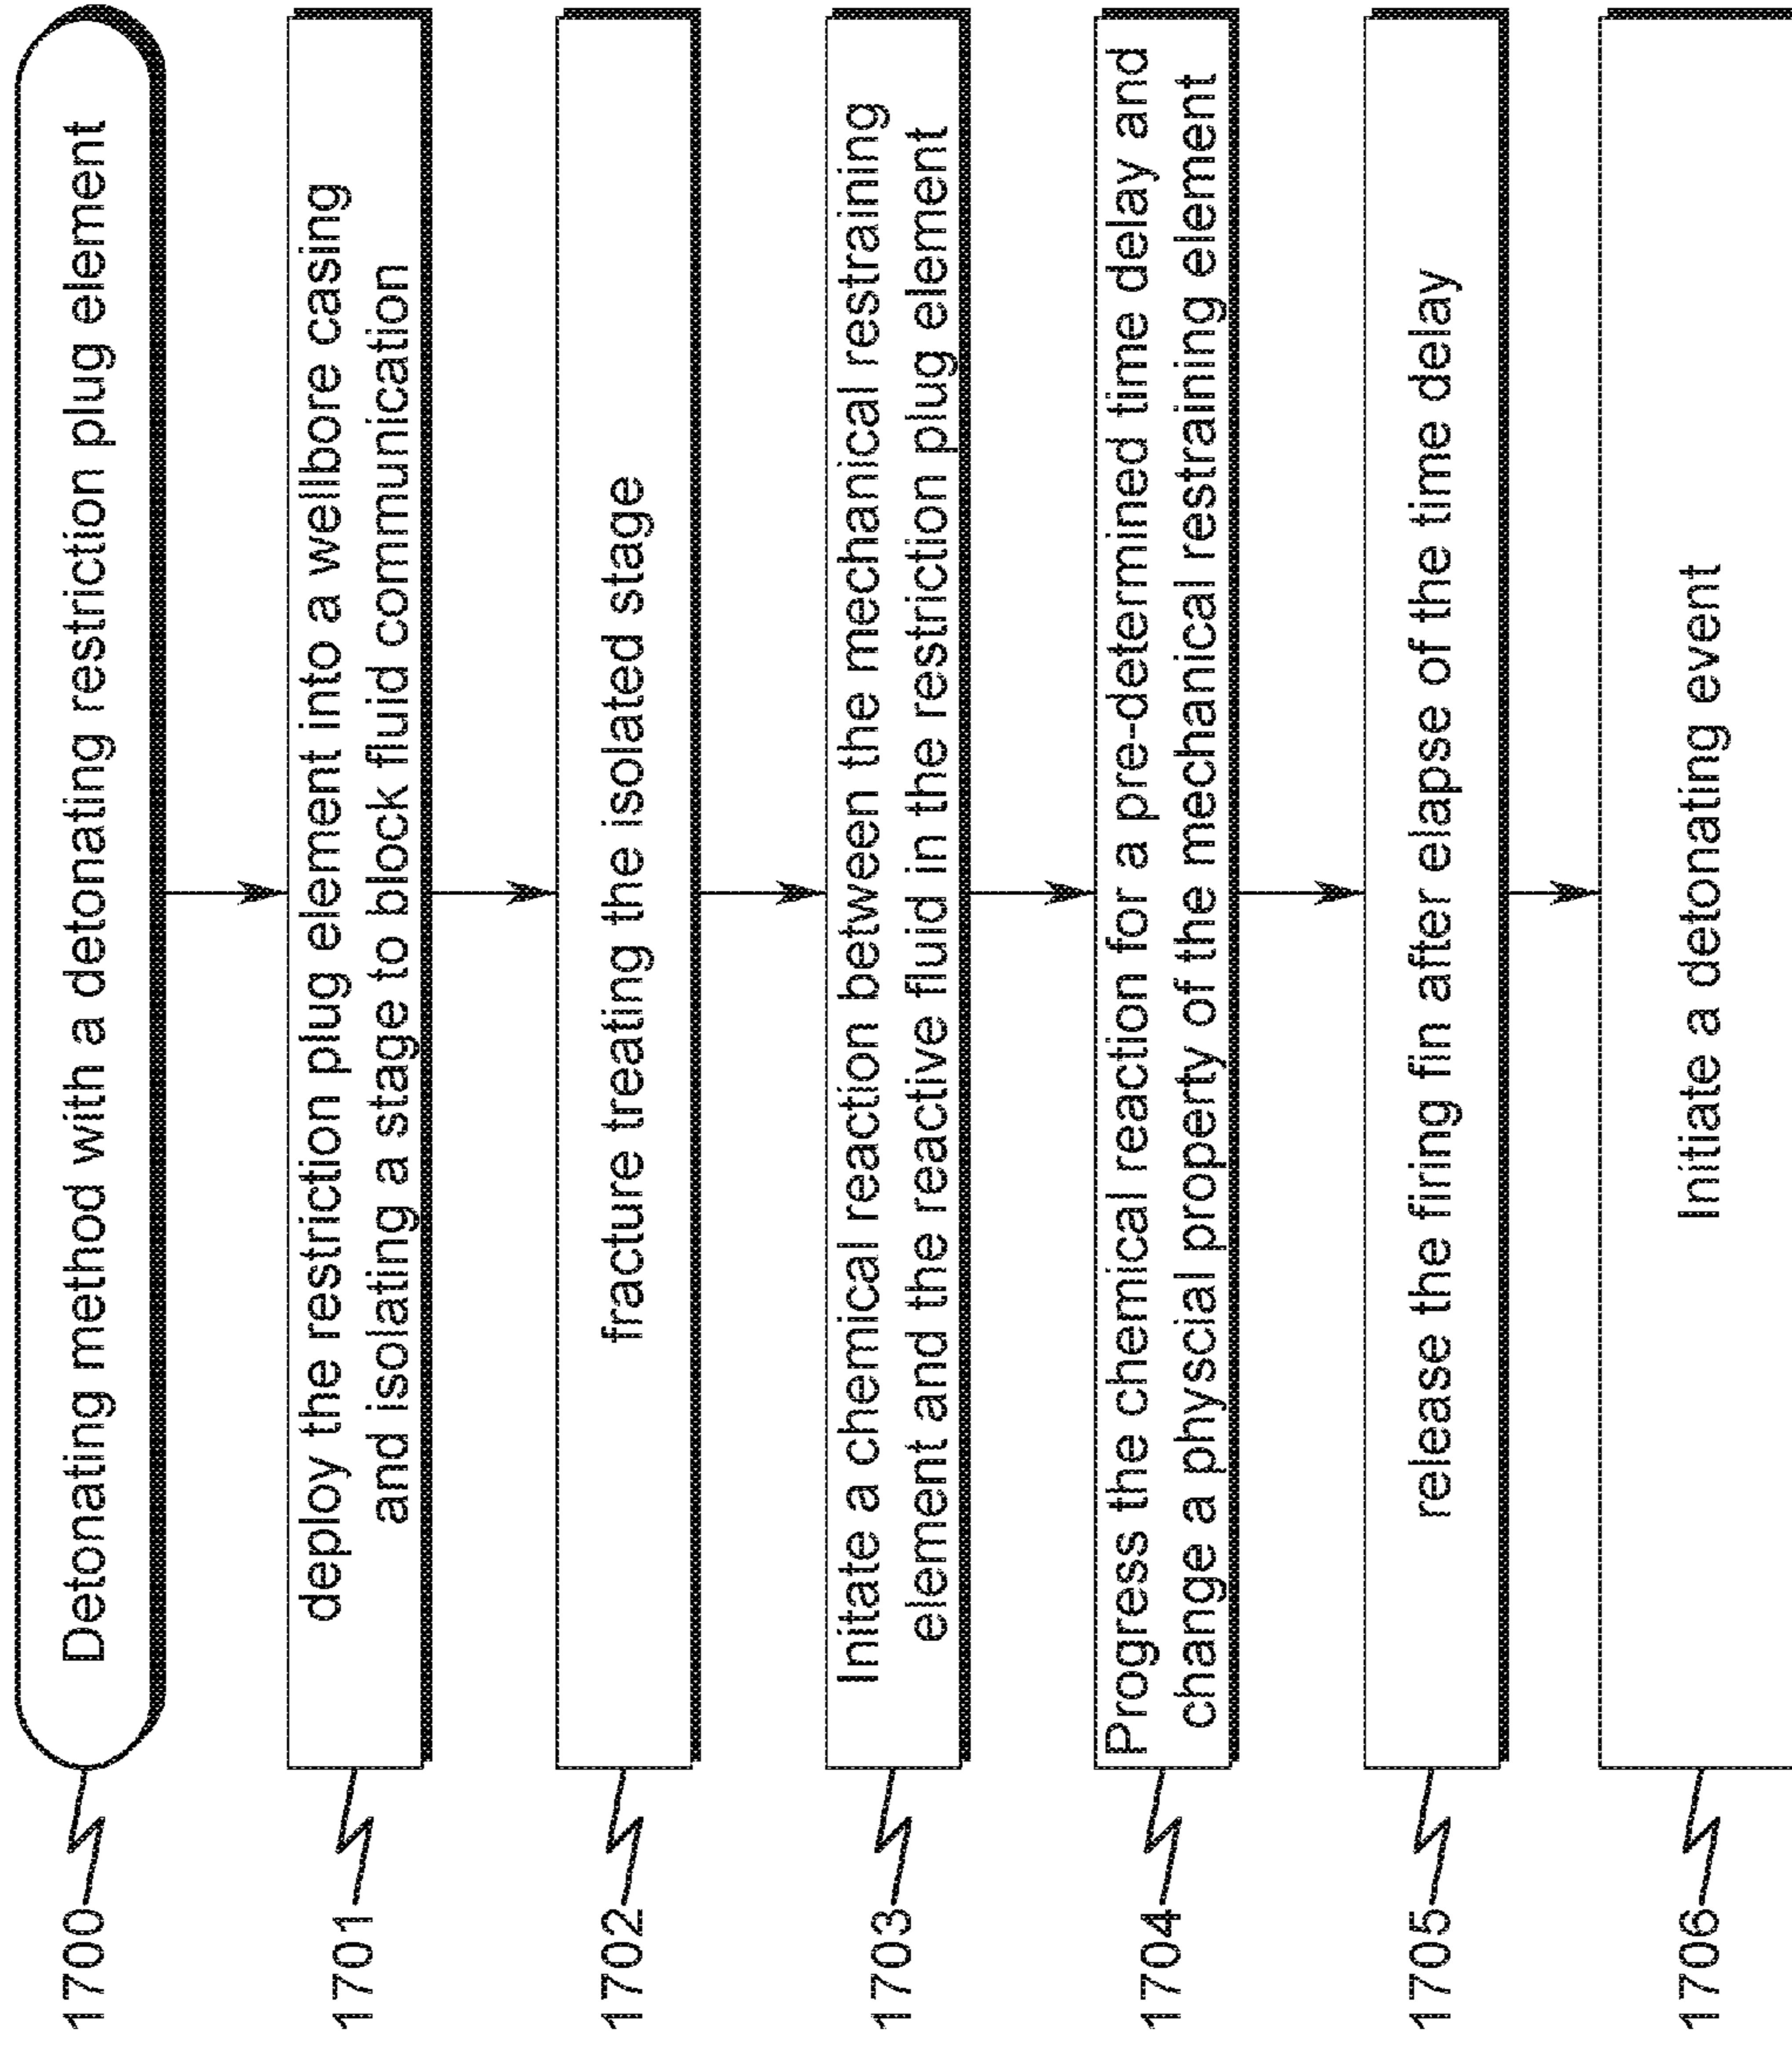 1700
Detonating method with a detonating restriction plug element
1701
deploy the restriction plug element into a wellbore casing
and isolating a stage to block fluid communication
1702
fracture treating the isolated stage
1703
Initate a chemical reaction between the mechanical restraining
element and the reactive fluid in the restriction plug element
1704
Progress the chemical reaction for a pre-determined time delay and
change a physcial property of the mechanical restraining element
1705
release the firing fin after elapse of the time delay
1706
Initiate a detonating event